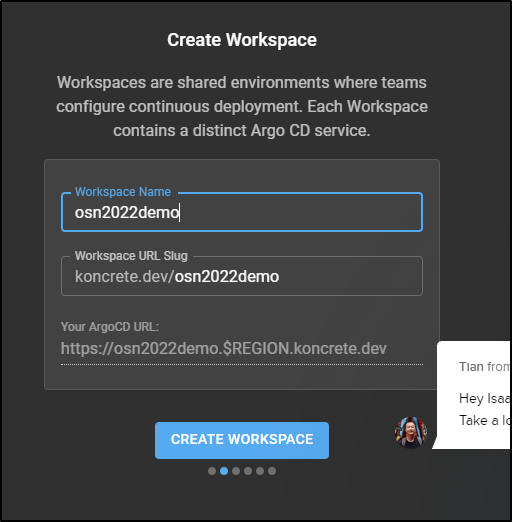 Create Workspace
Workspaces are shared environments where teams
configure continuous deployment. Each Workspace
contains a distinct Argo CD service.
Workspace Name
osn2022demo
Workspace URL Slug
koncrete.dev/osn2022demo
Your ArgoCD URL:
https://osn2022demo.$REGION.koncrete.dev
Tian from
Hey Isaa
Take a lo
CREATE WORKSPACE